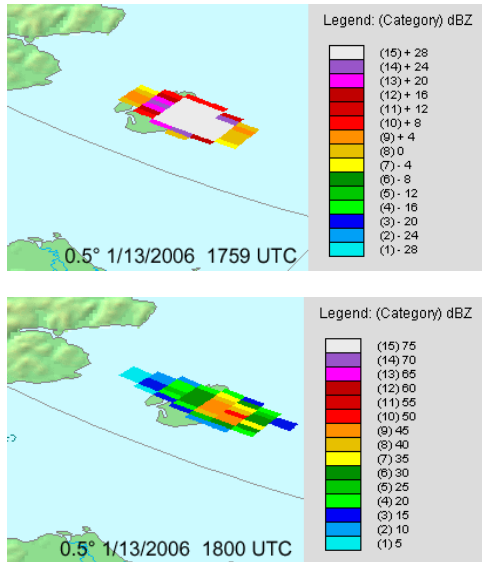 Legend: (Category) dBZ
(15) + 28
(14) + 24
(13) + 20
(12) + 16
(11) + 12
(10) + 8
(9) + 4
(8) 0
(7) - 4
(6) - 8
(5) - 12
(4) - 16
(3) - 20
(2) - 24
(1) - 28
0.5° 1/13/2006 1759 UTC
Legend: (Category) dBZ
(15) 75
(14) 70
(13) 65
(12) 60
(11) 55
(10) 50
(9) 45
(8) 40
(7) 35
(6) 30
(5) 25
(4) 20
(3) 15
(2) 10
(1) 5
0.5° 1/13/2006 1800 UTC